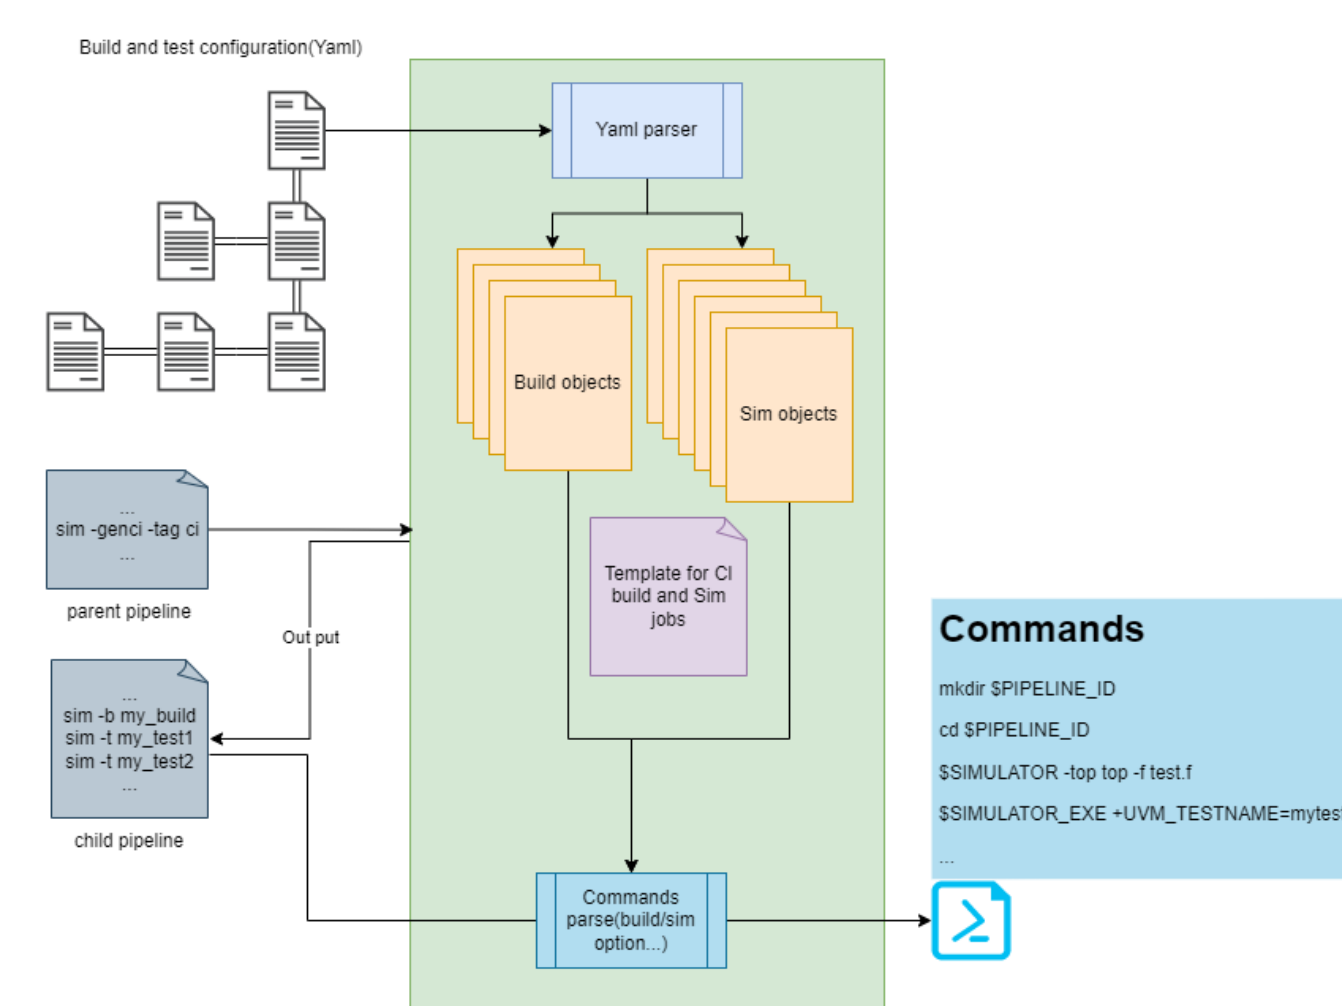 Build and test configuration(Yaml)
Yaml parser
Build objects
Sim objects
...
sim -genci -tag ci
...
parent pipeline
Template for CI
build and Sim
jobs
Out put
...
sim -b my_build
sim -t my_test1
sim -t my_test2
...
child pipeline
Commands
mkdir $PIPELINE_ID
cd $PIPELINE_ID
$SIMULATOR -top top -f test.f
$SIMULATOR_EXE +UVM_TESTNAME=mytest
...
Commands
parse(build/sim
option...)